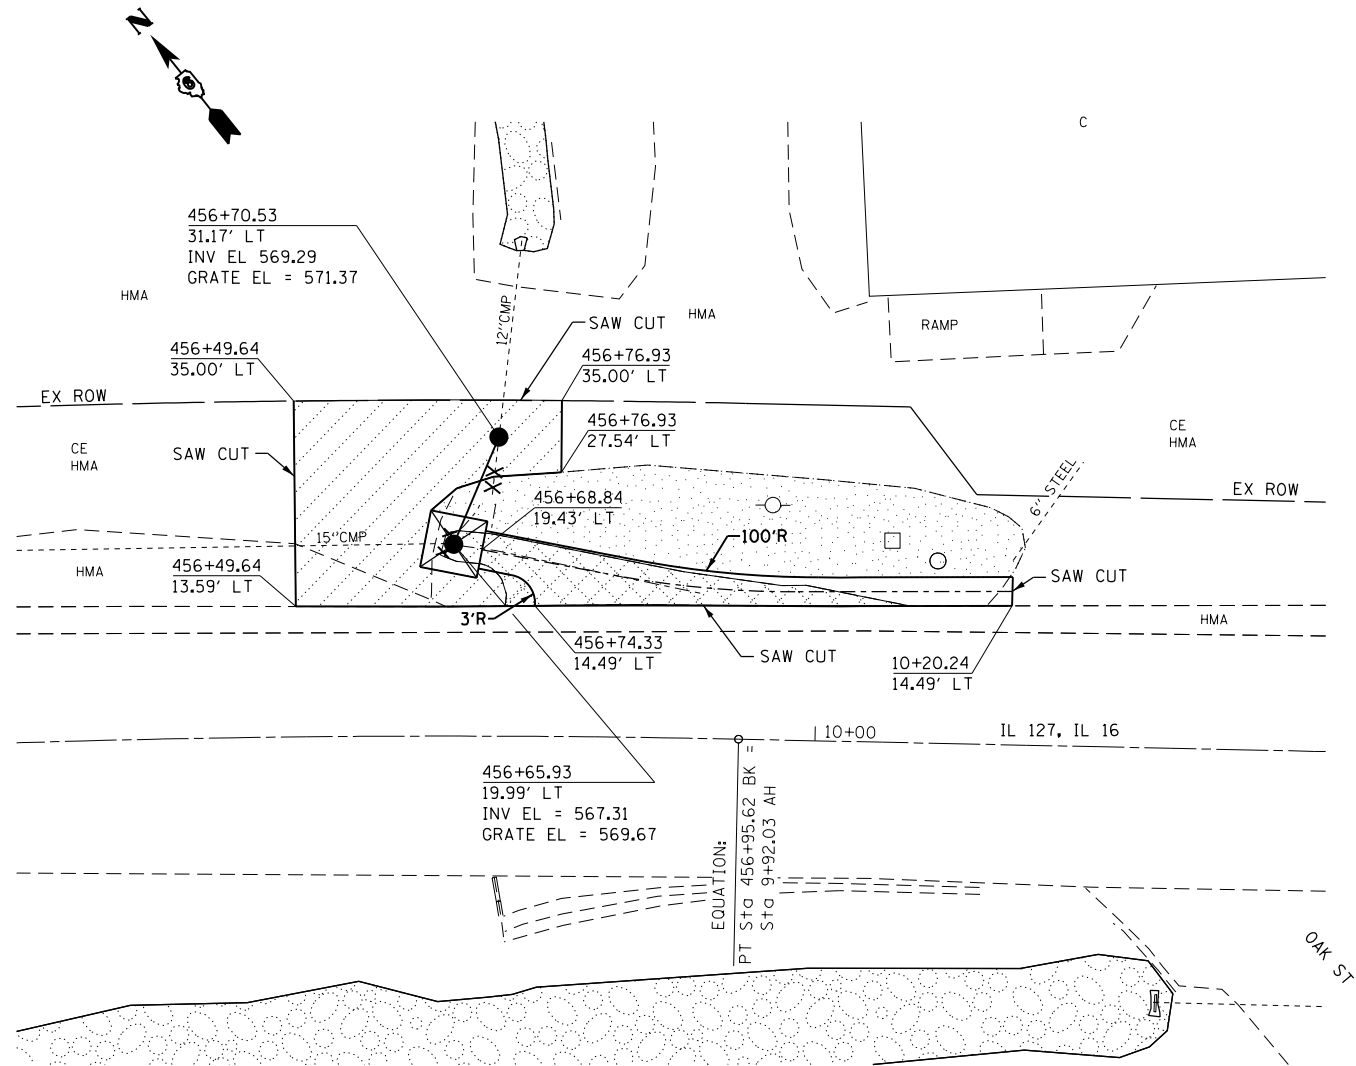 N
6
C
456+70.53
31.17' LT
INV EL 569.29
GRATE EL = 571.37
HMA
12"CMP
SAW CUT
HMA
RAMP
456+49.64
35.00' LT
456+76.93
35.00' LT
EX ROW
456+76.93
27.54' LT
CE
HMA
SAW CUT
CE
HMA
6" STEEL
EX ROW
456+68.84
19.43' LT
15"CMP
100'R
HMA
456+49.64
13.59' LT
SAW CUT
3'R
HMA
456+74.33
14.49' LT
SAW CUT
10+20.24
14.49' LT
10+00
IL 127, IL 16
456+65.93
19.99' LT
INV EL = 567.31
GRATE EL = 569.67
EQUATION:
PT Sta 456+95.62 BK =
Sta 9+92.03 AH
OAK ST